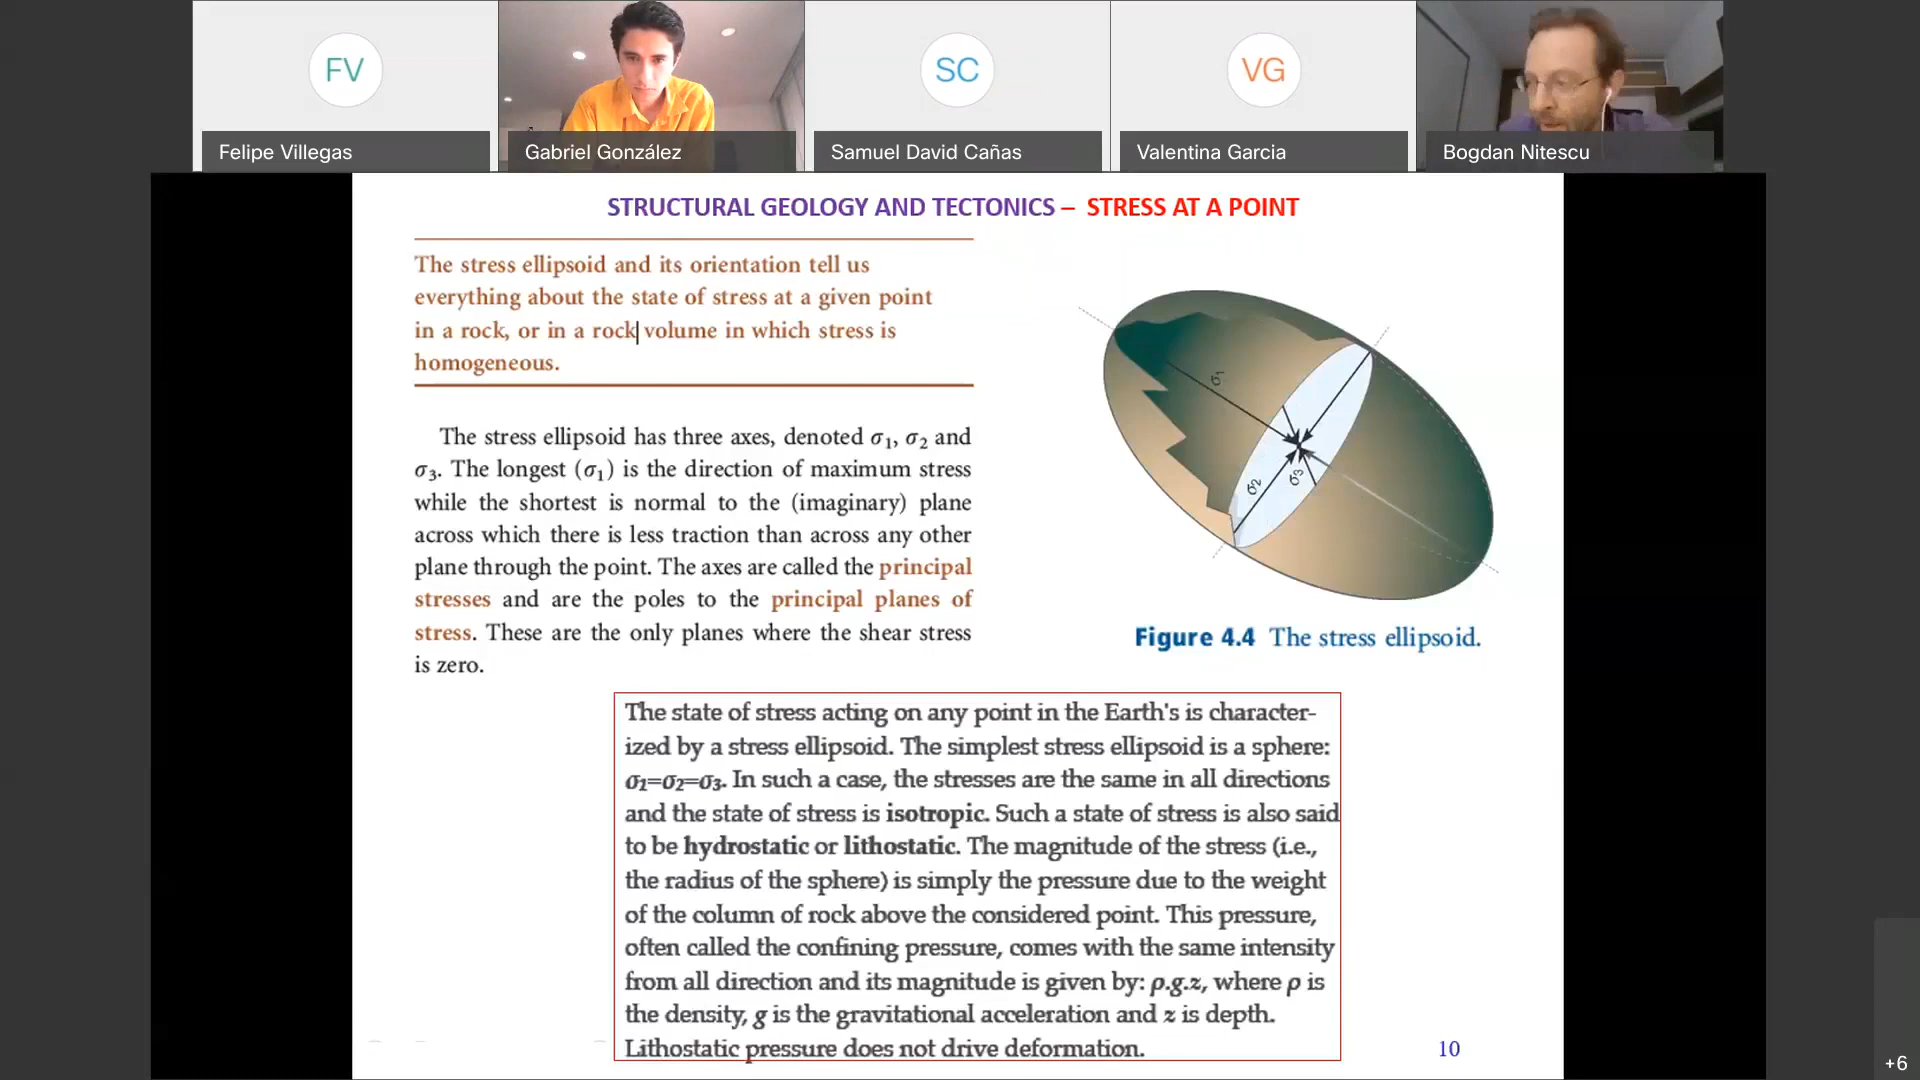 FV
SC
VG
Felipe Villegas
Gabriel González
Samuel David Cañas
Valentina Garcia
Bogdan Nitescu
STRUCTURAL GEOLOGY AND TECTONICS – STRESS AT A POINT
The stress ellipsoid and its orientation tell us
everything about the state of stress at a given point
in a rock, or in a rock volume in which stress is
homogeneous.
The stress ellipsoid has three axes, denoted σ₁, σ₂ and
σ₃. The longest (σ₁) is the direction of maximum stress
while the shortest is normal to the (imaginary) plane
across which there is less traction than across any other
plane through the point. The axes are called the principal
stresses and are the poles to the principal planes of
stress. These are the only planes where the shear stress
is zero.
σ₁
σ₂
σ₃
Figure 4.4 The stress ellipsoid.
The state of stress acting on any point in the Earth's is character-
ized by a stress ellipsoid. The simplest stress ellipsoid is a sphere:
σ₁=σ₂=σ₃. In such a case, the stresses are the same in all directions
and the state of stress is isotropic. Such a state of stress is also said
to be hydrostatic or lithostatic. The magnitude of the stress (i.e.,
the radius of the sphere) is simply the pressure due to the weight
of the column of rock above the considered point. This pressure,
often called the confining pressure, comes with the same intensity
from all direction and its magnitude is given by: ρ.g.z, where ρ is
the density, g is the gravitational acceleration and z is depth.
Lithostatic pressure does not drive deformation.
10
+6